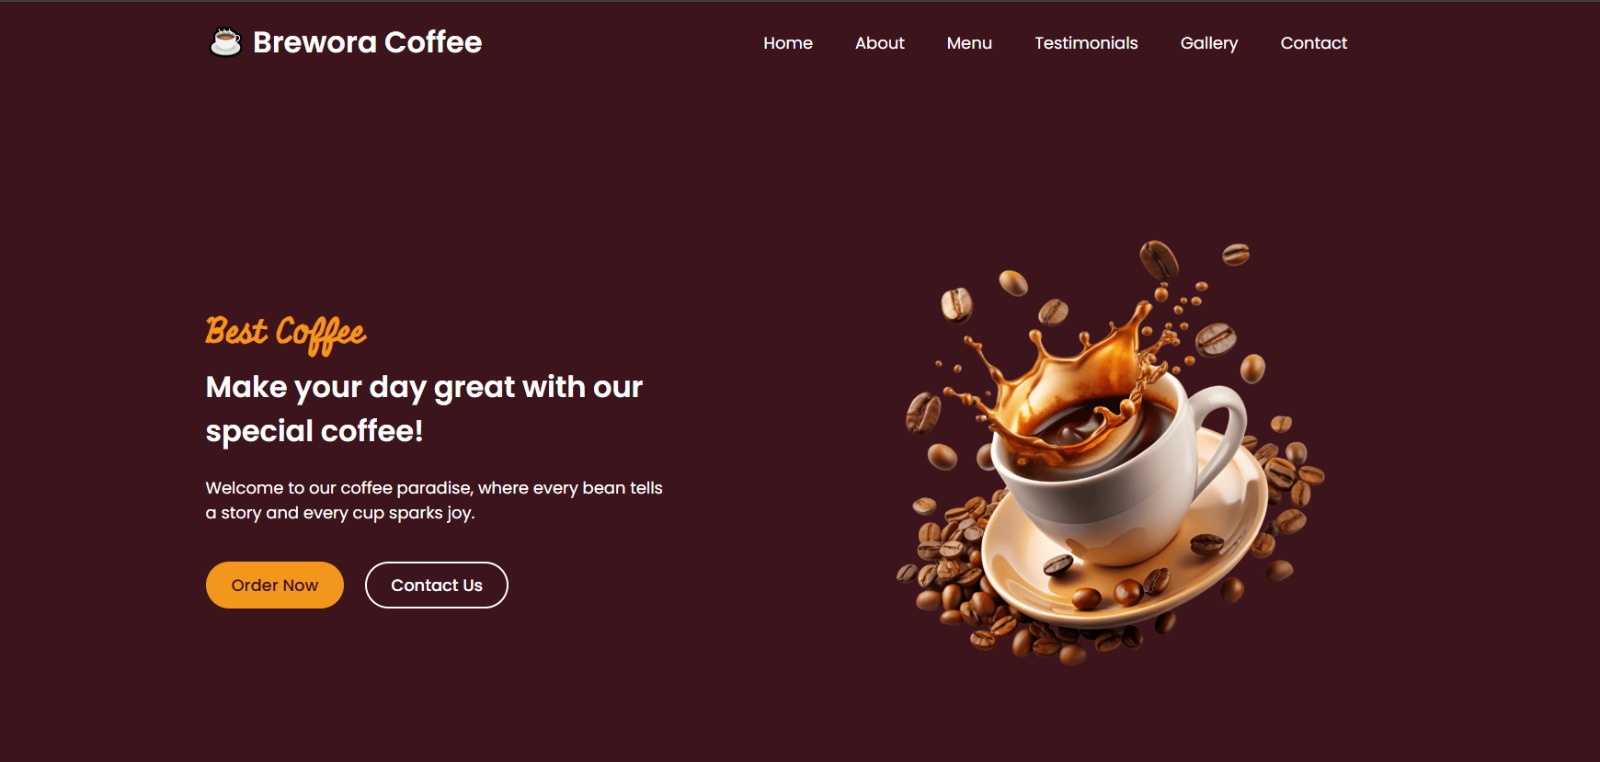 Brewora Coffee
Home About Menu Testimonials Gallery Contact
Best Coffee
Make your day great with our
special coffee!
Welcome to our coffee paradise, where every bean tells
a story and every cup sparks joy.
Order Now Contact Us